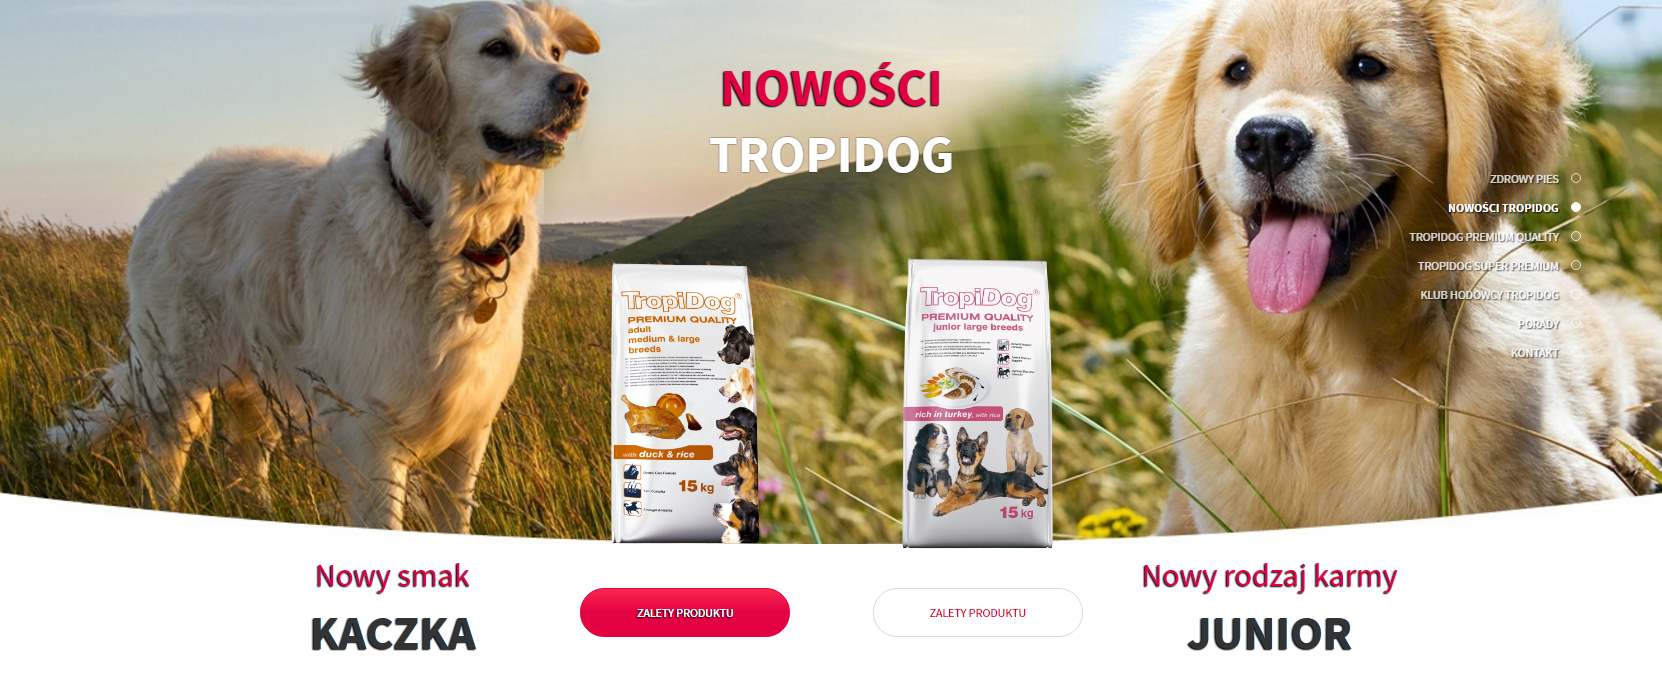 NOWOŚCI
TROPIDOG
ZDROWY PIES
NOWOŚCI TROPIDOG
TROPIDOG PREMIUM QUALITY
TROPIDOG SUPER PREMIUM
KLUB HODOWCY TROPIDOG
PORADY
KONTAKT
TropiDog®
PREMIUM QUALITY
adult
medium & large
breeds
with duck & rice
15 kg
TropiDog®
PREMIUM QUALITY
junior large breeds
rich in turkey, with rice
15 kg
Nowy smak
KACZKA
ZALETY PRODUKTU
ZALETY PRODUKTU
Nowy rodzaj karmy
JUNIOR